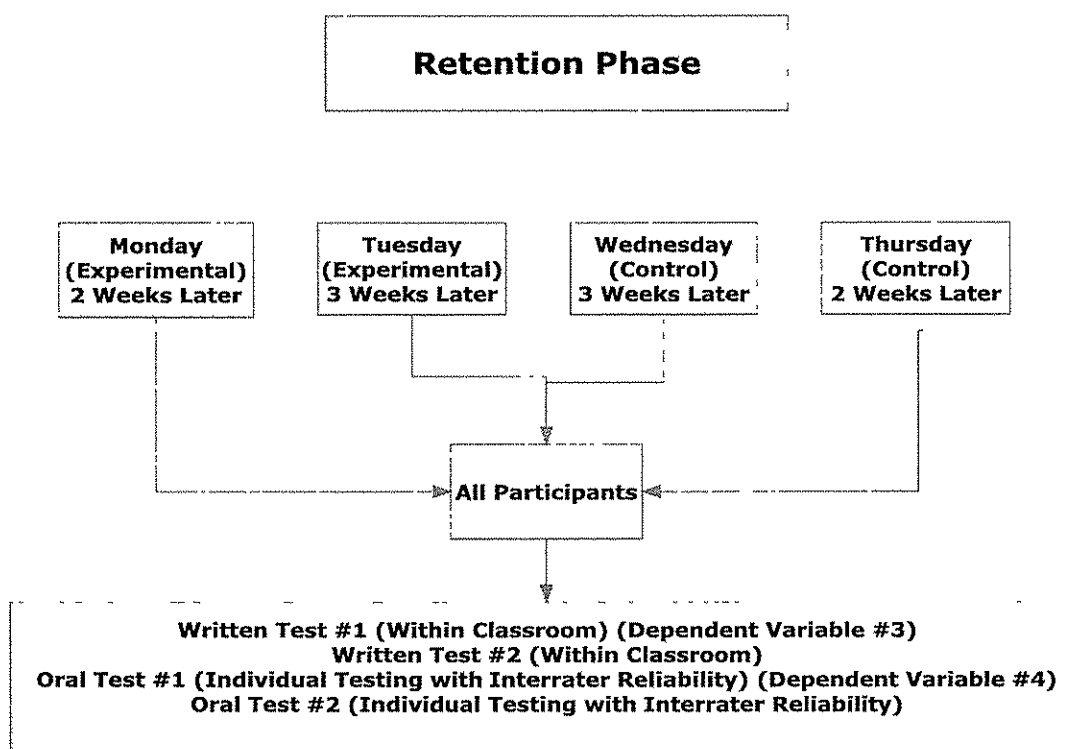 Retention Phase
Monday
(Experimental)
2 Weeks Later
Tuesday
(Experimental)
3 Weeks Later
Wednesday
(Control)
3 Weeks Later
Thursday
(Control)
2 Weeks Later
All Participants
Written Test #1 (Within Classroom) (Dependent Variable #3)
Written Test #2 (Within Classroom)
Oral Test #1 (Individual Testing with Interrater Reliability) (Dependent Variable #4)
Oral Test #2 (Individual Testing with Interrater Reliability)